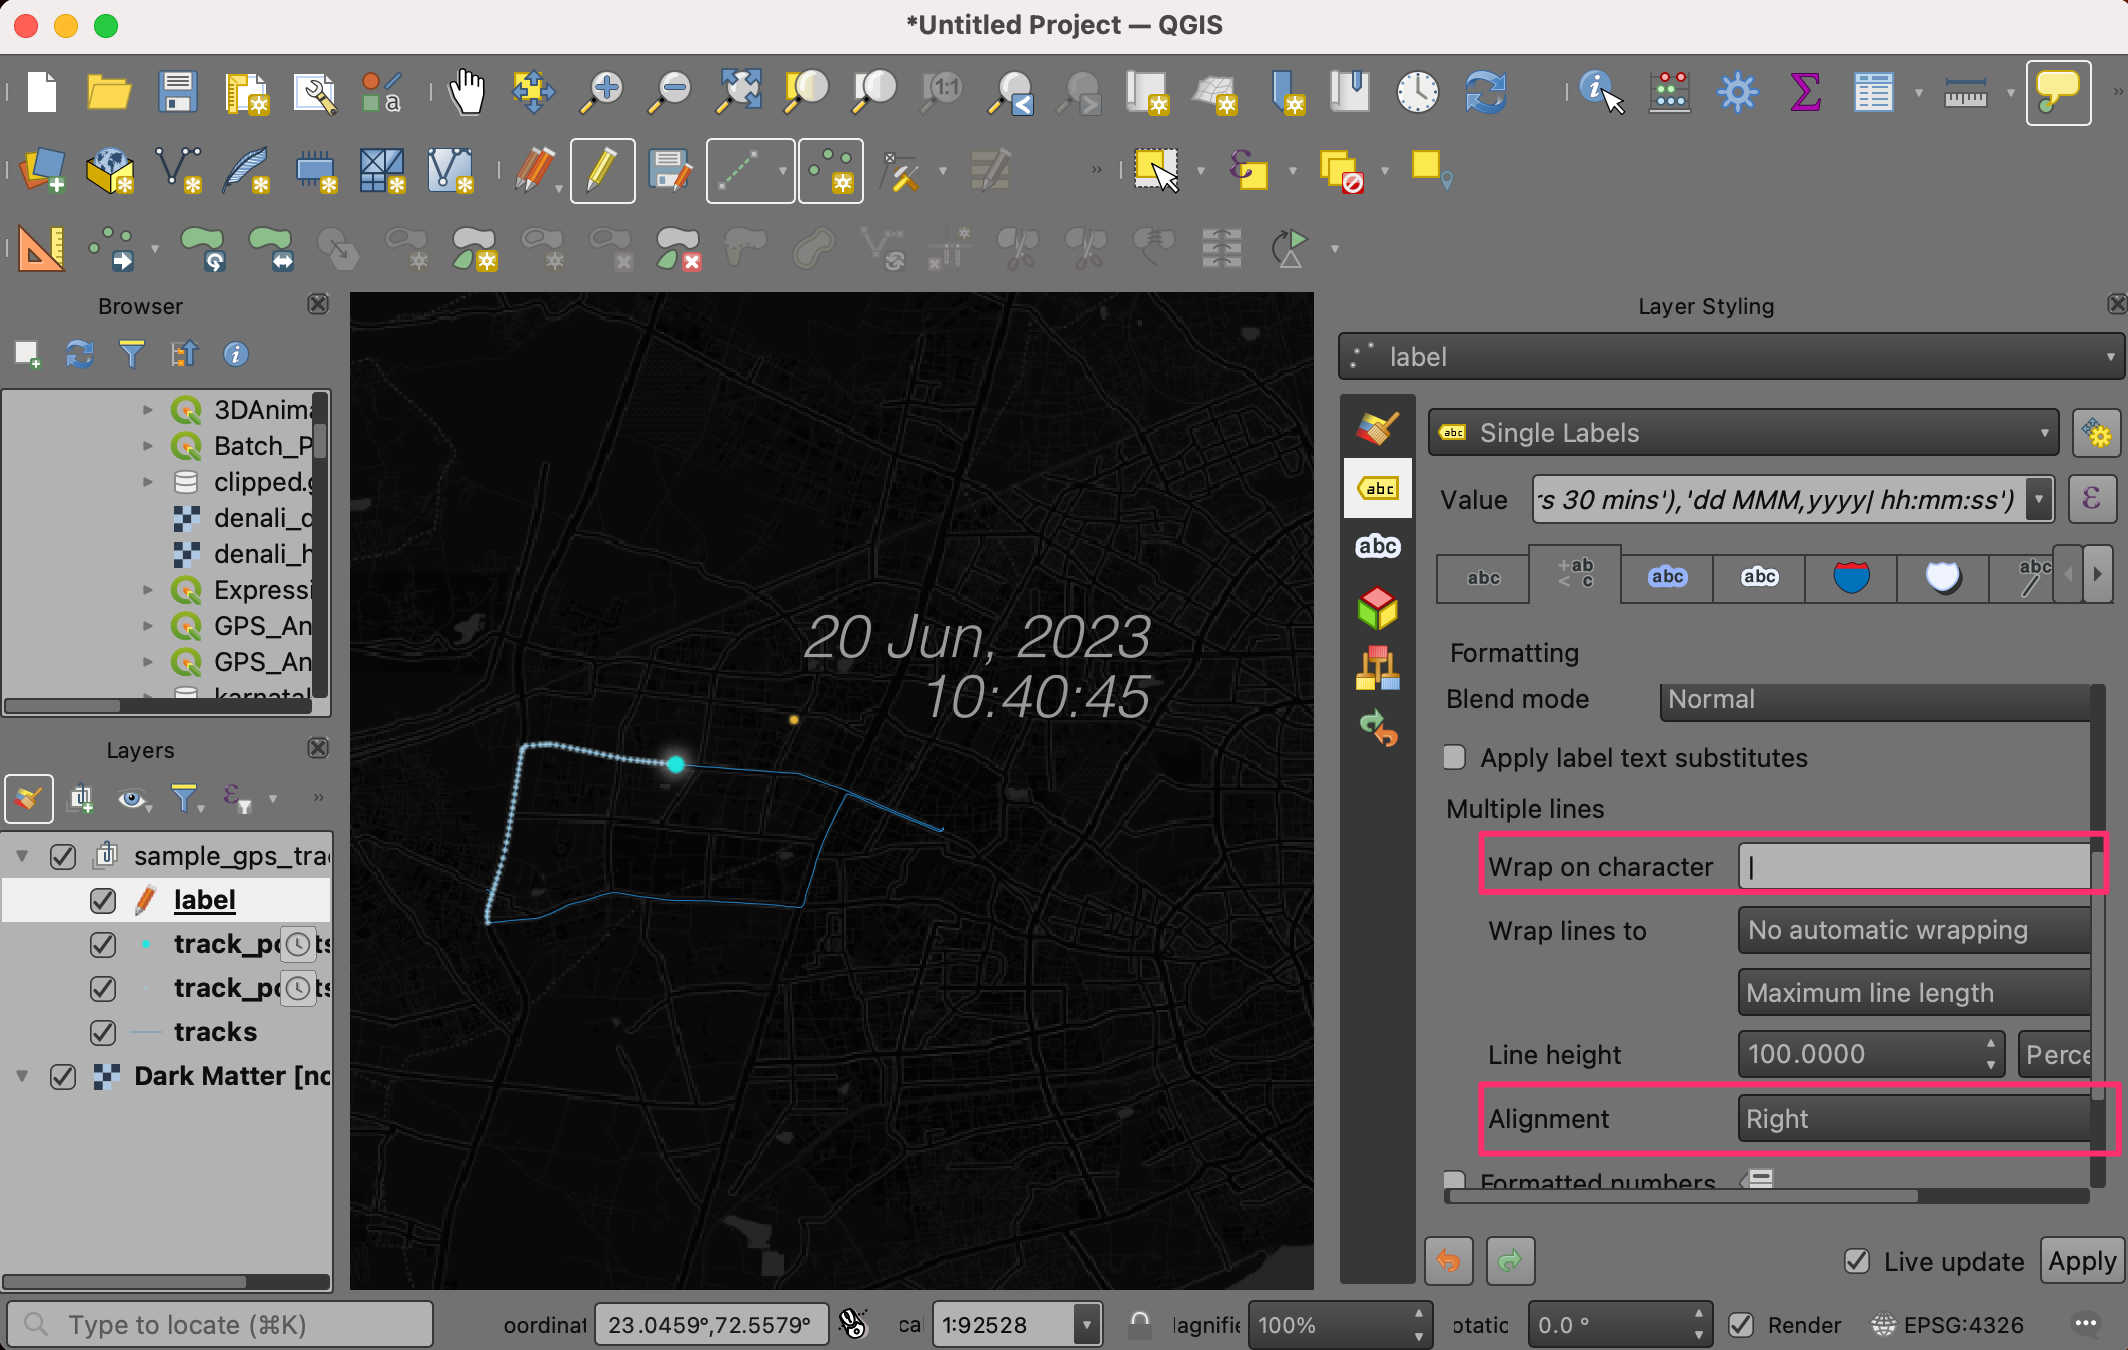 *Untitled Project — QGIS
Browser
3DAnima
Batch_P
clipped.g
denali_d
denali_h
Expressi
GPS_An
GPS_An
karnatal
Layers
sample_gps_tra
label
track_po
ts
track_po
ts
tracks
Dark Matter [no
20 Jun, 2023
10:40:45
Layer Styling
label
abc
Single Labels
abc
Value
's 30 mins'),'dd MMM,yyyy| hh:mm:ss')
ε
abc
abc
+ab
< c
abc
abc
abc
Formatting
Blend mode
Normal
Apply label text substitutes
Multiple lines
Wrap on character
|
Wrap lines to
No automatic wrapping
Maximum line length
Line height
100.0000
Perce
Alignment
Right
Formatted numbers
Live update
Apply
Type to locate (⌘K)
oordinat
23.0459°,72.5579°
ca
1:92528
lagnifie
100%
otatic
0.0 °
Render
EPSG:4326